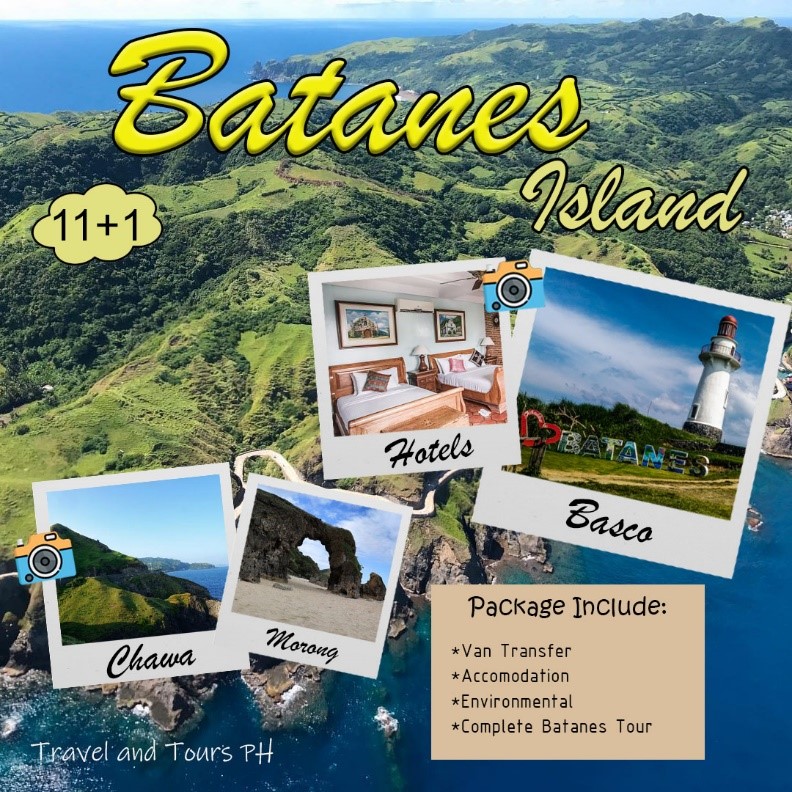 Batanes
Island
11+1
Hotels
BATANES
Basco
Chawa
Morong
Package Include:
*Van Transfer
*Accomodation
*Environmental
*Complete Batanes Tour
Travel and Tours PH